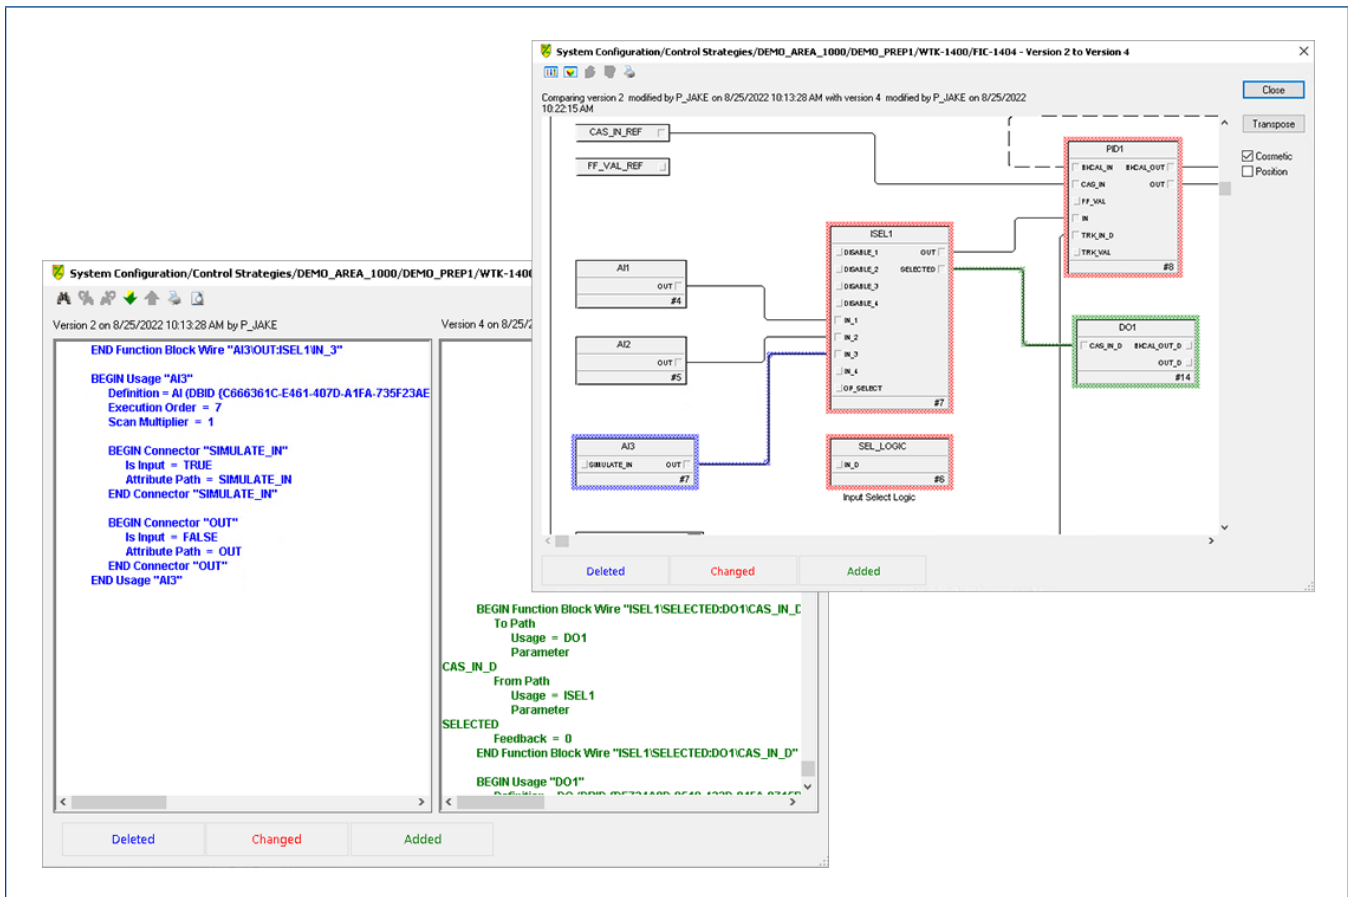 System Configuration/Control Strategies/DEMO_AREA_1000/DEMO_PREP1/WTK-1400/FIC-1404 - Version 2 to Version 4
Comparing version 2 modified by P_JAKE on 8/25/2022 10:13:28 AM with version 4 modified by P_JAKE on 8/25/2022
10:22:15 AM
Close
Transpose
Cosmetic
Position
CAS_IN_REF
FF_VAL_REF
PID1
BKCAL_IN BKCAL_OUT
CAS_IN OUT
FF_VAL
IN
TRK_IN_D
TRK_VAL
#8
ISEL1
DISABLE_1 OUT
DISABLE_2 SELECTED
DISABLE_3
DISABLE_4
IN_1
IN_2
IN_3
IN_4
OP_SELECT
#7
AI1
OUT
#4
AI2
OUT
#5
AI3
SIMULATE_IN OUT
#7
DO1
CAS_IN_D BKCAL_OUT_D
OUT_D
#14
SEL_LOGIC
IN_D
#6
Input Select Logic
Deleted
Changed
Added
System Configuration/Control Strategies/DEMO_AREA_1000/DEMO_PREP1/WTK-1400
Version 2 on 8/25/2022 10:13:28 AM by P_JAKE
Version 4 on 8/25/2
END Function Block Wire "AI3\OUT:ISEL1\IN_3"
BEGIN Usage "AI3"
Definition = AI (DBID {C666361C-E461-407D-A1FA-735F23AE
Execution Order = 7
Scan Multiplier = 1
BEGIN Connector "SIMULATE_IN"
Is Input = TRUE
Attribute Path = SIMULATE_IN
END Connector "SIMULATE_IN"
BEGIN Connector "OUT"
Is Input = FALSE
Attribute Path = OUT
END Connector "OUT"
END Usage "AI3"
BEGIN Function Block Wire "ISEL1\SELECTED:DO1\CAS_IN_D
To Path
Usage = DO1
Parameter
CAS_IN_D
From Path
Usage = ISEL1
Parameter
SELECTED
Feedback = 0
END Function Block Wire "ISEL1\SELECTED:DO1\CAS_IN_D"
BEGIN Usage "DO1"
Deleted
Changed
Added